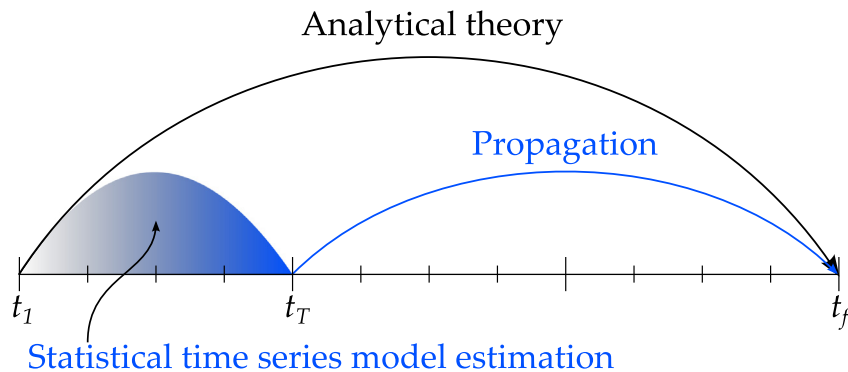 Analytical theory
Propagation
t1 tT tf
Statistical time series model estimation